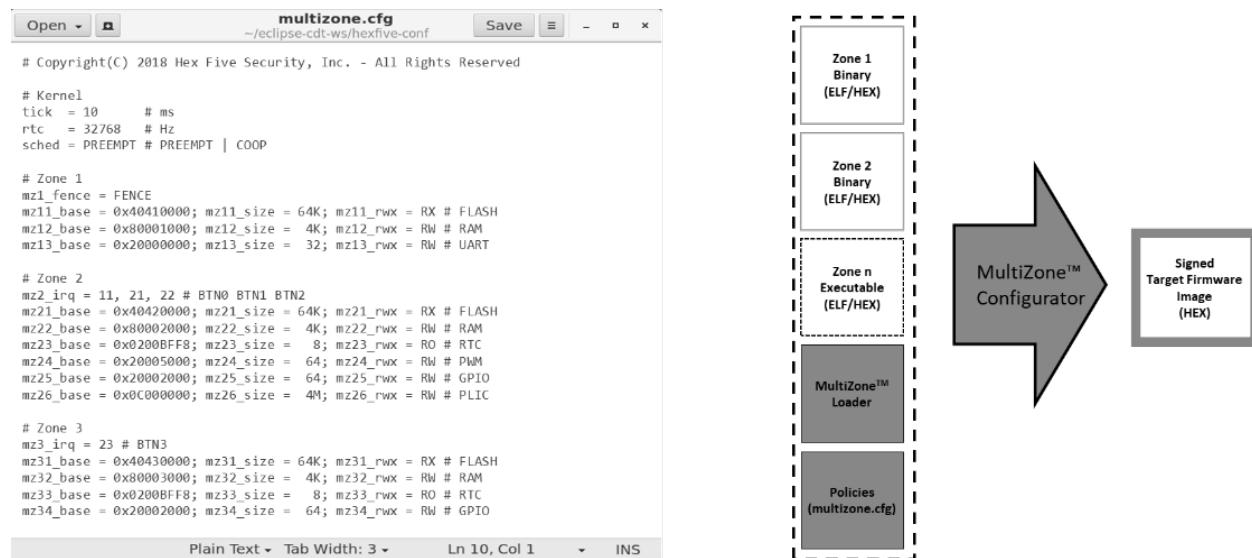 Open
multizone.cfg
~/eclipse-cdt-ws/hexfive-conf
Save
# Copyright(C) 2018 Hex Five Security, Inc. - All Rights Reserved
# Kernel
tick  = 10      # ms
rtc   = 32768   # Hz
sched = PREEMPT # PREEMPT | COOP
# Zone 1
mz1_fence = FENCE
mz11_base = 0x40410000; mz11_size = 64K; mz11_rwx = RX # FLASH
mz12_base = 0x80001000; mz12_size =  4K; mz12_rwx = RW # RAM
mz13_base = 0x20000000; mz13_size =  32; mz13_rwx = RW # UART
# Zone 2
mz2_irq = 11, 21, 22 # BTN0 BTN1 BTN2
mz21_base = 0x40420000; mz21_size = 64K; mz21_rwx = RX # FLASH
mz22_base = 0x80002000; mz22_size =  4K; mz22_rwx = RW # RAM
mz23_base = 0x0200BFF8; mz23_size =   8; mz23_rwx = RO # RTC
mz24_base = 0x20005000; mz24_size =  64; mz24_rwx = RW # PWM
mz25_base = 0x20002000; mz25_size =  64; mz25_rwx = RW # GPIO
mz26_base = 0x0C000000; mz26_size =  4M; mz26_rwx = RW # PLIC
# Zone 3
mz3_irq = 23 # BTN3
mz31_base = 0x40430000; mz31_size = 64K; mz31_rwx = RX # FLASH
mz32_base = 0x80003000; mz32_size =  4K; mz32_rwx = RW # RAM
mz33_base = 0x0200BFF8; mz33_size =   8; mz33_rwx = RO # RTC
mz34_base = 0x20002000; mz34_size =  64; mz34_rwx = RW # GPIO
Plain Text Tab Width: 3 Ln 10, Col 1 INS
Zone 1
Binary
(ELF/HEX)
Zone 2
Binary
(ELF/HEX)
Zone n
Executable
(ELF/HEX)
MultiZone™
Loader
Policies
(multizone.cfg)
MultiZone™
Configurator
Signed
Target Firmware
Image
(HEX)